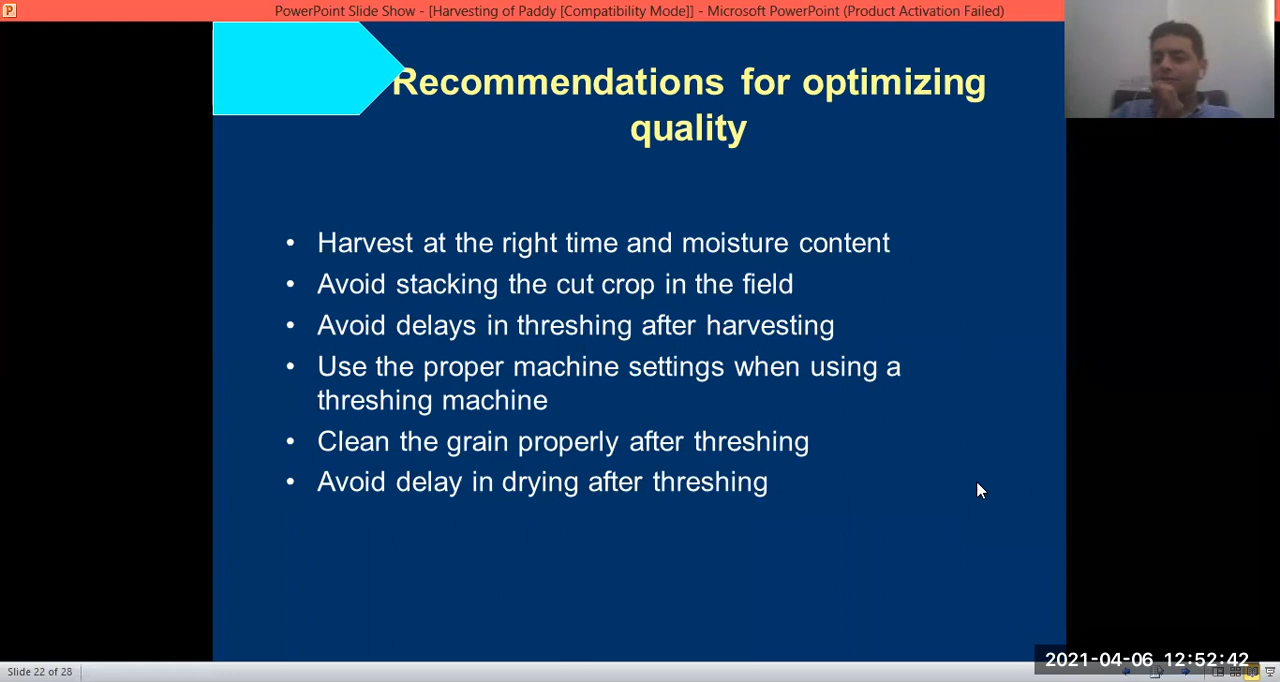 PowerPoint Slide Show - [Harvesting of Paddy [Compatibility Mode]] - Microsoft PowerPoint (Product Activation Failed)
Recommendations for optimizing
quality
• Harvest at the right time and moisture content
• Avoid stacking the cut crop in the field
• Avoid delays in threshing after harvesting
• Use the proper machine settings when using a
threshing machine
• Clean the grain properly after threshing
• Avoid delay in drying after threshing
2021-04-06 12:52:42
Slide 22 of 28